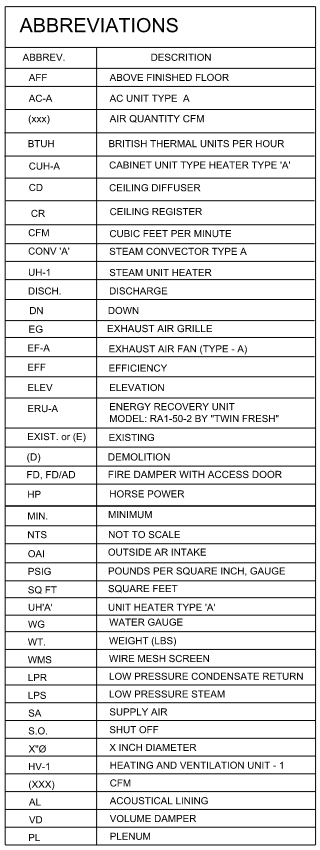 ABBREVIATIONS
ABBREV. DESCRITION
AFF ABOVE FINISHED FLOOR
AC-A AC UNIT TYPE A
(xxx) AIR QUANTITY CFM
BTUH BRITISH THERMAL UNITS PER HOUR
CUH-A CABINET UNIT TYPE HEATER TYPE 'A'
CD CEILING DIFFUSER
CR CEILING REGISTER
CFM CUBIC FEET PER MINUTE
CONV 'A' STEAM CONVECTOR TYPE A
UH-1 STEAM UNIT HEATER
DISCH. DISCHARGE
DN DOWN
EG EXHAUST AIR GRILLE
EF-A EXHAUST AIR FAN (TYPE - A)
EFF EFFICIENCY
ELEV ELEVATION
ERU-A ENERGY RECOVERY UNIT
MODEL: RA1-50-2 BY "TWIN FRESH"
EXIST. or (E) EXISTING
(D) DEMOLITION
FD, FD/AD FIRE DAMPER WITH ACCESS DOOR
HP HORSE POWER
MIN. MINIMUM
NTS NOT TO SCALE
OAI OUTSIDE AR INTAKE
PSIG POUNDS PER SQUARE INCH, GAUGE
SQ FT SQUARE FEET
UH'A' UNIT HEATER TYPE 'A'
WG WATER GAUGE
WT. WEIGHT (LBS)
WMS WIRE MESH SCREEN
LPR LOW PRESSURE CONDENSATE RETURN
LPS LOW PRESSURE STEAM
SA SUPPLY AIR
S.O. SHUT OFF
X"Ø X INCH DIAMETER
HV-1 HEATING AND VENTILATION UNIT - 1
(XXX) CFM
AL ACOUSTICAL LINING
VD VOLUME DAMPER
PL PLENUM